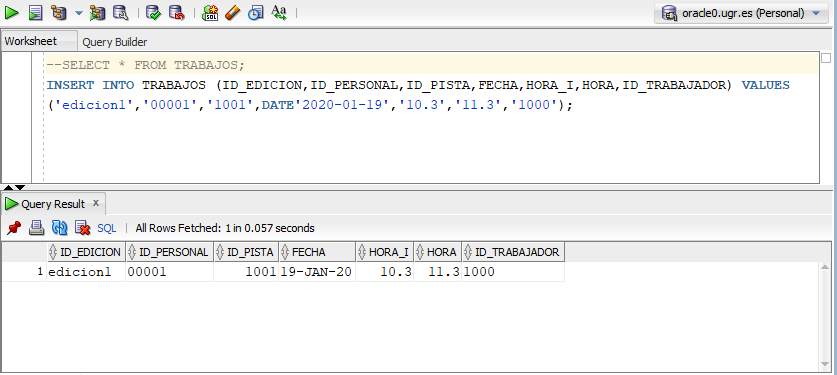 oracle0.ugr.es (Personal)
Worksheet Query Builder
--SELECT * FROM TRABAJOS;
INSERT INTO TRABAJOS (ID_EDICION,ID_PERSONAL,ID_PISTA,FECHA,HORA_I,HORA,ID_TRABAJADOR) VALUES
('edicion1','00001','1001',DATE'2020-01-19','10.3','11.3','1000');
Query Result x
SQL All Rows Fetched: 1 in 0.057 seconds
ID_EDICION ID_PERSONAL ID_PISTA FECHA HORA_I HORA ID_TRABAJADOR
1 edicion1 00001 1001 19-JAN-20 10.3 11.3 1000